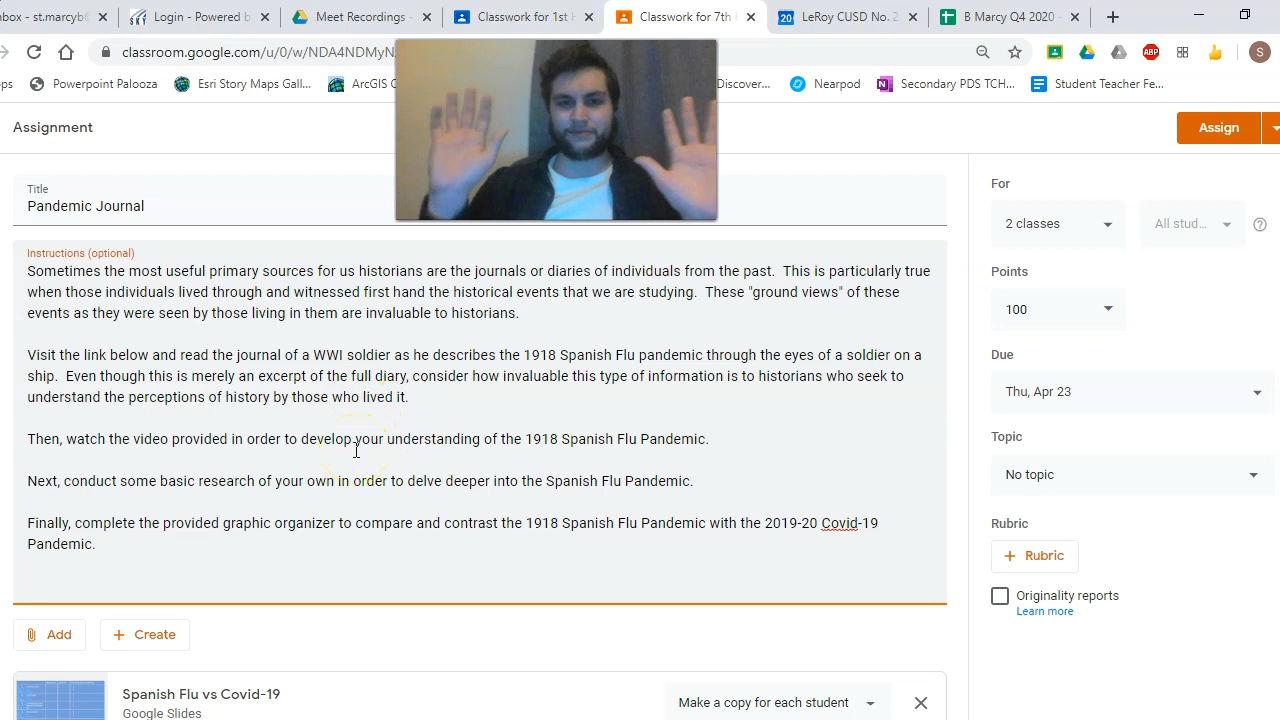 nbox - st.marcyb@
Login - Powered b
Meet Recordings -
Classwork for 1st H
Classwork for 7th
LeRoy CUSD No. 2
B Marcy Q4 2020 -
classroom.google.com/u/0/w/NDA4NDMyN
ABP
S
ps
Powerpoint Palooza
Esri Story Maps Gall...
ArcGIS
Discover...
Nearpod
Secondary PDS TCH...
Student Teacher Fe...
Assignment
Assign
Title
Pandemic Journal
Instructions (optional)
Sometimes the most useful primary sources for us historians are the journals or diaries of individuals from the past. This is particularly true
when those individuals lived through and witnessed first hand the historical events that we are studying. These "ground views" of these
events as they were seen by those living in them are invaluable to historians.
Visit the link below and read the journal of a WWI soldier as he describes the 1918 Spanish Flu pandemic through the eyes of a soldier on a
ship. Even though this is merely an excerpt of the full diary, consider how invaluable this type of information is to historians who seek to
understand the perceptions of history by those who lived it.
Then, watch the video provided in order to develop your understanding of the 1918 Spanish Flu Pandemic.
Next, conduct some basic research of your own in order to delve deeper into the Spanish Flu Pandemic.
Finally, complete the provided graphic organizer to compare and contrast the 1918 Spanish Flu Pandemic with the 2019-20 Covid-19
Pandemic.
Add
Create
Spanish Flu vs Covid-19
Google Slides
Make a copy for each student
For
2 classes
All stud...
Points
100
Due
Thu, Apr 23
Topic
No topic
Rubric
Rubric
Originality reports
Learn more